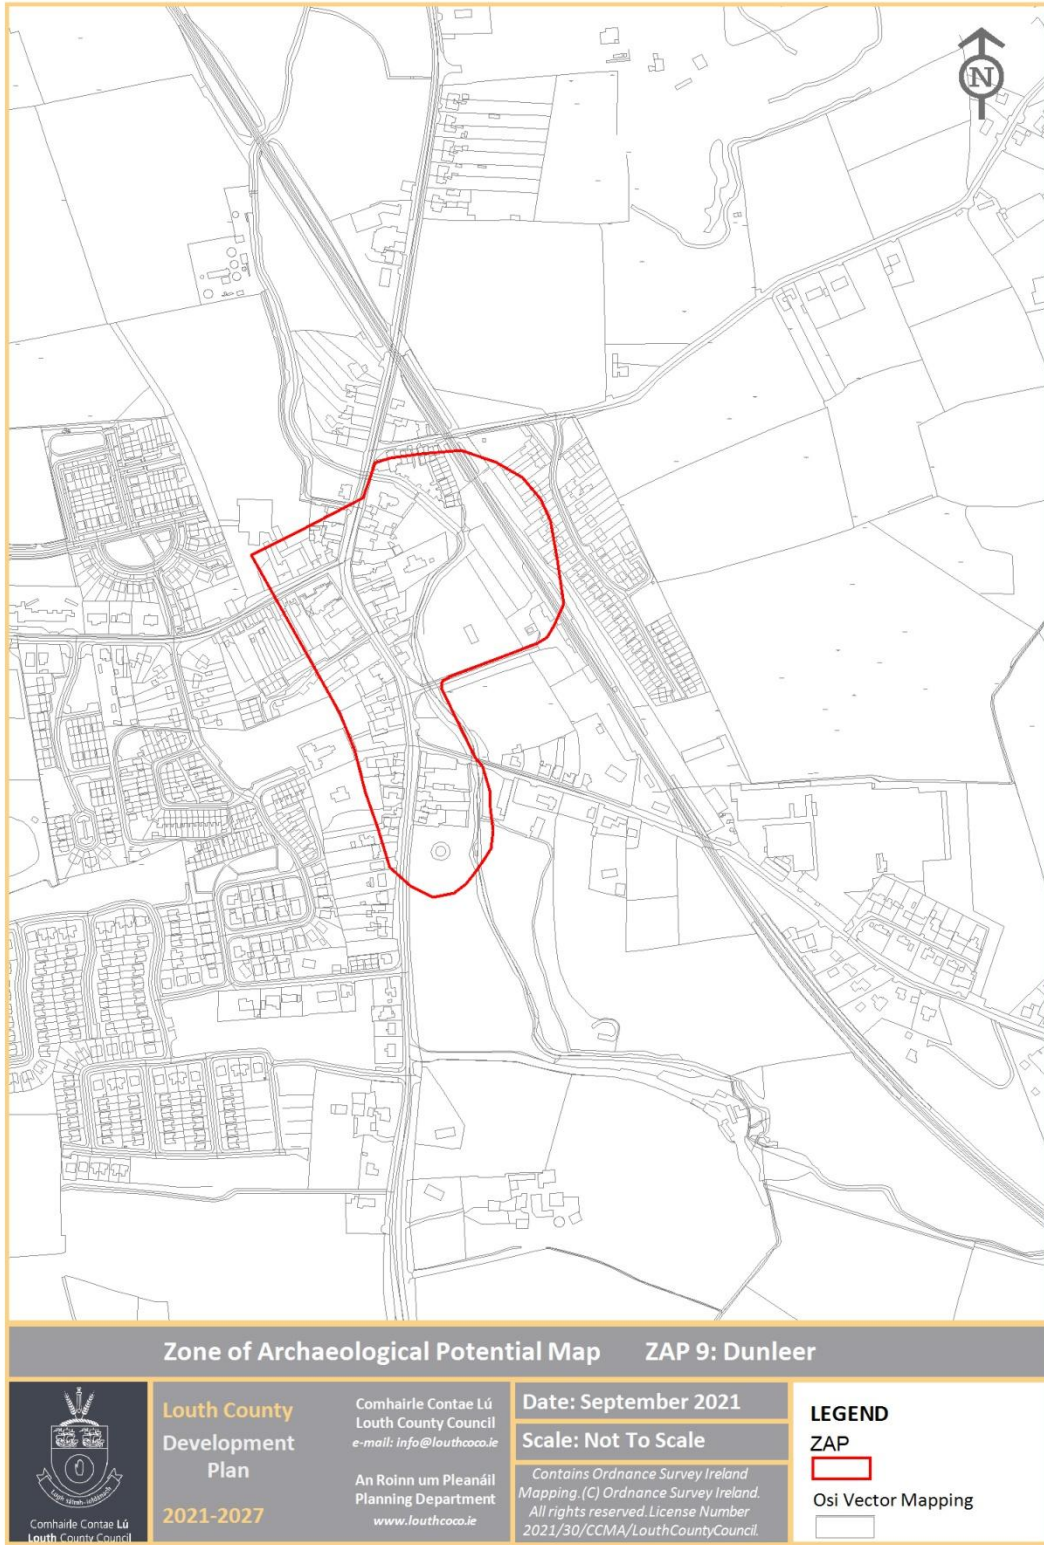 N
Zone of Archaeological Potential Map ZAP 9: Dunleer
Comhairle Contae Lú
Louth County Council
Louth County
Development
Plan
2021-2027
Comhairle Contae Lú
Louth County Council
e-mail: info@louthcoco.ie
An Roinn um Pleanáil
Planning Department
www.louthcoco.ie
Date: September 2021
Scale: Not To Scale
Contains Ordnance Survey Ireland
Mapping.(C) Ordnance Survey Ireland.
All rights reserved.License Number
2021/30/CCMA/LouthCountyCouncil.
LEGEND
ZAP
Osi Vector Mapping